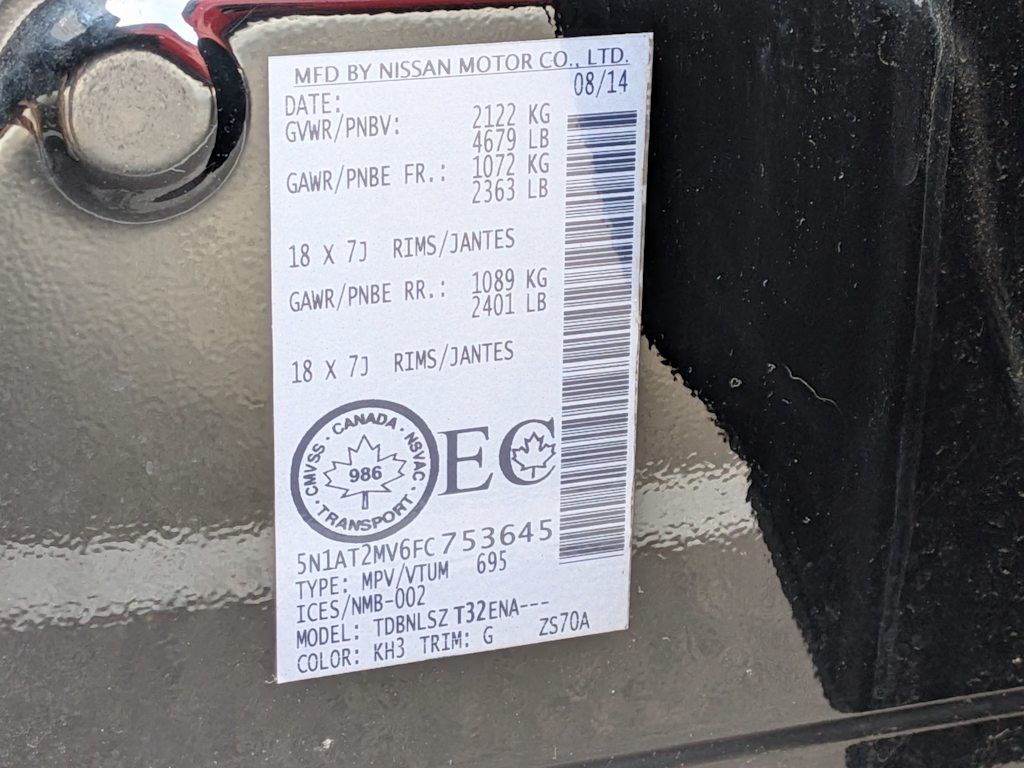 MFD BY NISSAN MOTOR CO., LTD.
DATE: 08/14
GVWR/PNBV: 2122 KG
4679 LB
GAWR/PNBE FR.: 1072 KG
2363 LB
18 X 7J RIMS/JANTES
GAWR/PNBE RR.: 1089 KG
2401 LB
18 X 7J RIMS/JANTES
CMVSS · CANADA · NSVAC · TRANSPORT ·
986
EC
5N1AT2MV6FC753645
TYPE: MPV/VTUM 695
ICES/NMB-002
MODEL: TDBNLSZ T32ENA---
COLOR: KH3 TRIM: G ZS70A